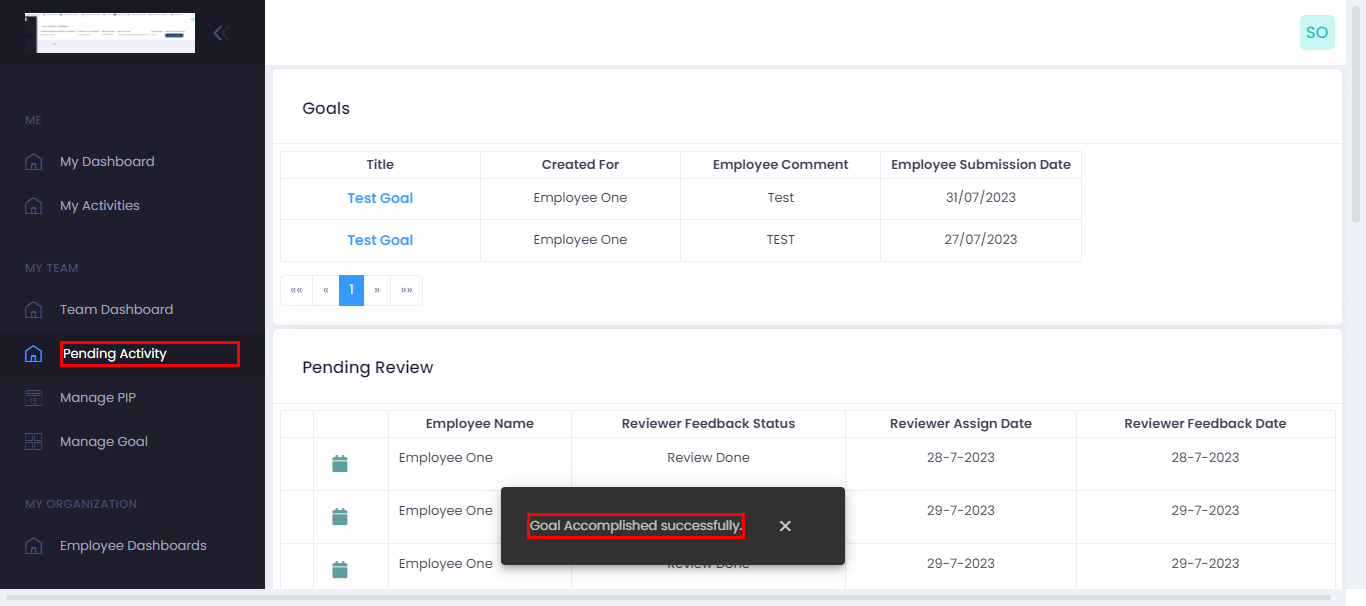 SO
ME
My Dashboard
My Activities
MY TEAM
Team Dashboard
Pending Activity
Manage PIP
Manage Goal
MY ORGANIZATION
Employee Dashboards
Goals
Title Created For Employee Comment Employee Submission Date
Test Goal Employee One Test 31/07/2023
Test Goal Employee One TEST 27/07/2023
«« « 1 » »»
Pending Review
Employee Name Reviewer Feedback Status Reviewer Assign Date Reviewer Feedback Date
Employee One Review Done 28-7-2023 28-7-2023
Employee One 29-7-2023 29-7-2023
Employee One Review Done 29-7-2023 29-7-2023
Goal Accomplished successfully.